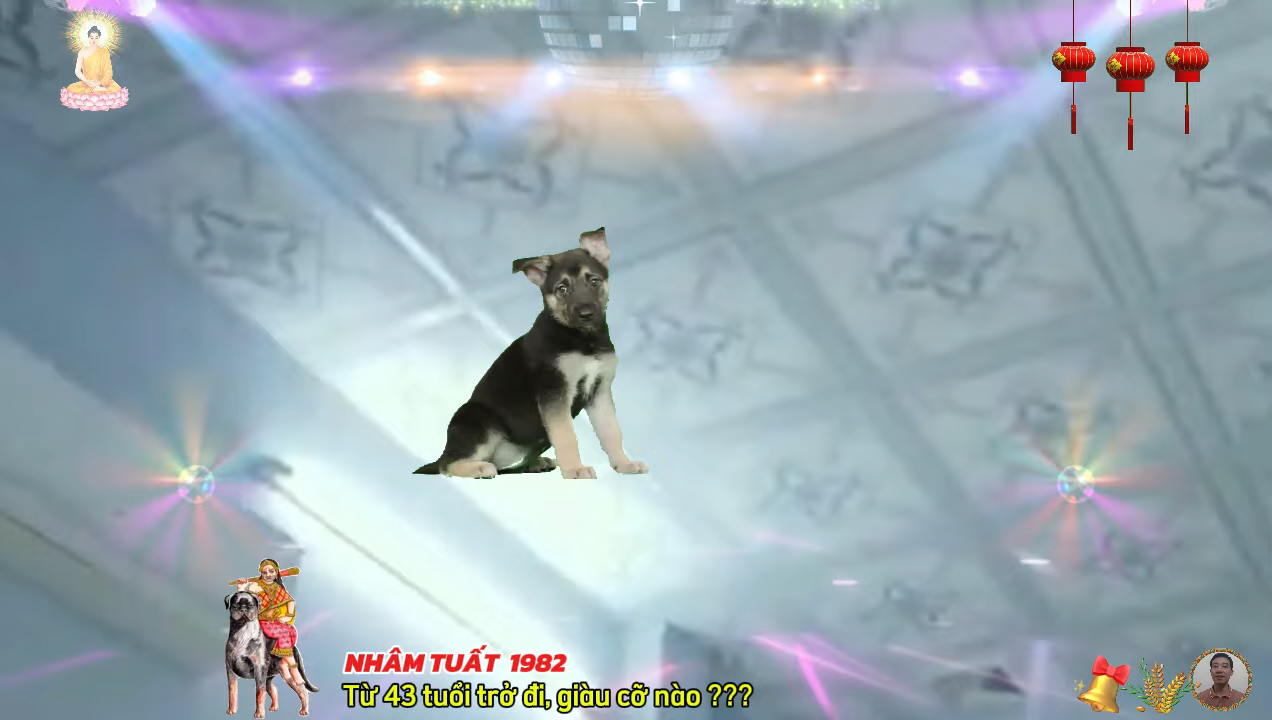 NHÂM TUẤT 1982
Từ 43 tuổi trở đi, giàu cỡ nào ???